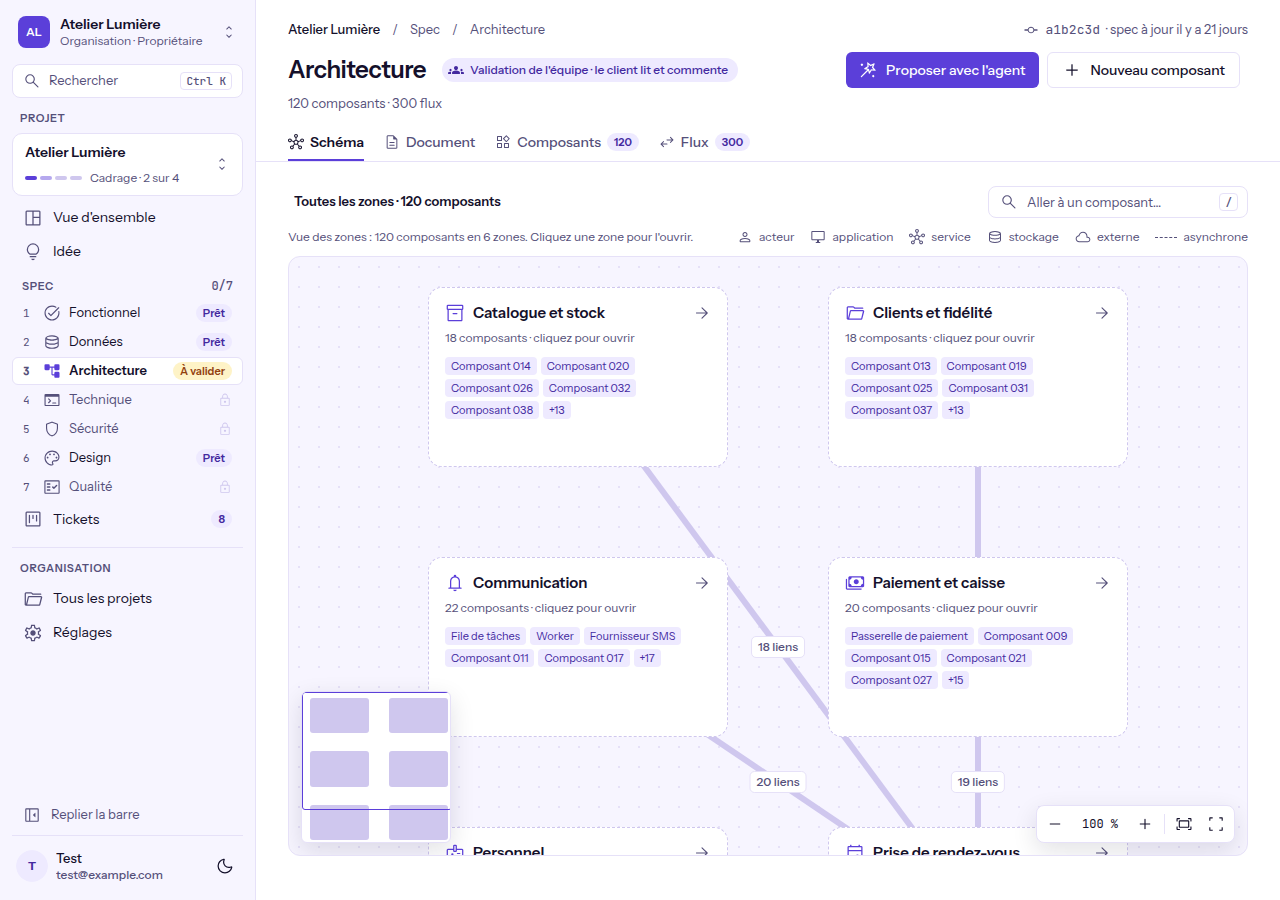 AL
Atelier Lumière
Organisation · Propriétaire
Rechercher
Ctrl K
PROJET
Atelier Lumière
Cadrage · 2 sur 4
Vue d'ensemble
Idée
SPEC 0/7
1 Fonctionnel Prêt
2 Données Prêt
3 Architecture À valider
4 Technique
5 Sécurité
6 Design Prêt
7 Qualité
Tickets 8
ORGANISATION
Tous les projets
Réglages
Replier la barre
T
Test
test@example.com
Atelier Lumière / Spec / Architecture
a1b2c3d · spec à jour il y a 21 jours
Architecture
Validation de l'équipe · le client lit et commente
Proposer avec l'agent
Nouveau composant
120 composants · 300 flux
Schéma
Document
Composants 120
Flux 300
Toutes les zones · 120 composants
Aller à un composant... /
Vue des zones : 120 composants en 6 zones. Cliquez une zone pour l'ouvrir.
acteur
application
service
stockage
externe
asynchrone
Catalogue et stock
18 composants · cliquez pour ouvrir
Composant 014 Composant 020
Composant 026 Composant 032
Composant 038 +13
Clients et fidélité
18 composants · cliquez pour ouvrir
Composant 013 Composant 019
Composant 025 Composant 031
Composant 037 +13
Communication
22 composants · cliquez pour ouvrir
File de tâches Worker Fournisseur SMS
Composant 011 Composant 017 +17
18 liens
Paiement et caisse
20 composants · cliquez pour ouvrir
Passerelle de paiement Composant 009
Composant 015 Composant 021
Composant 027 +15
20 liens
19 liens
100 %
Personnel
Prise de rendez-vous